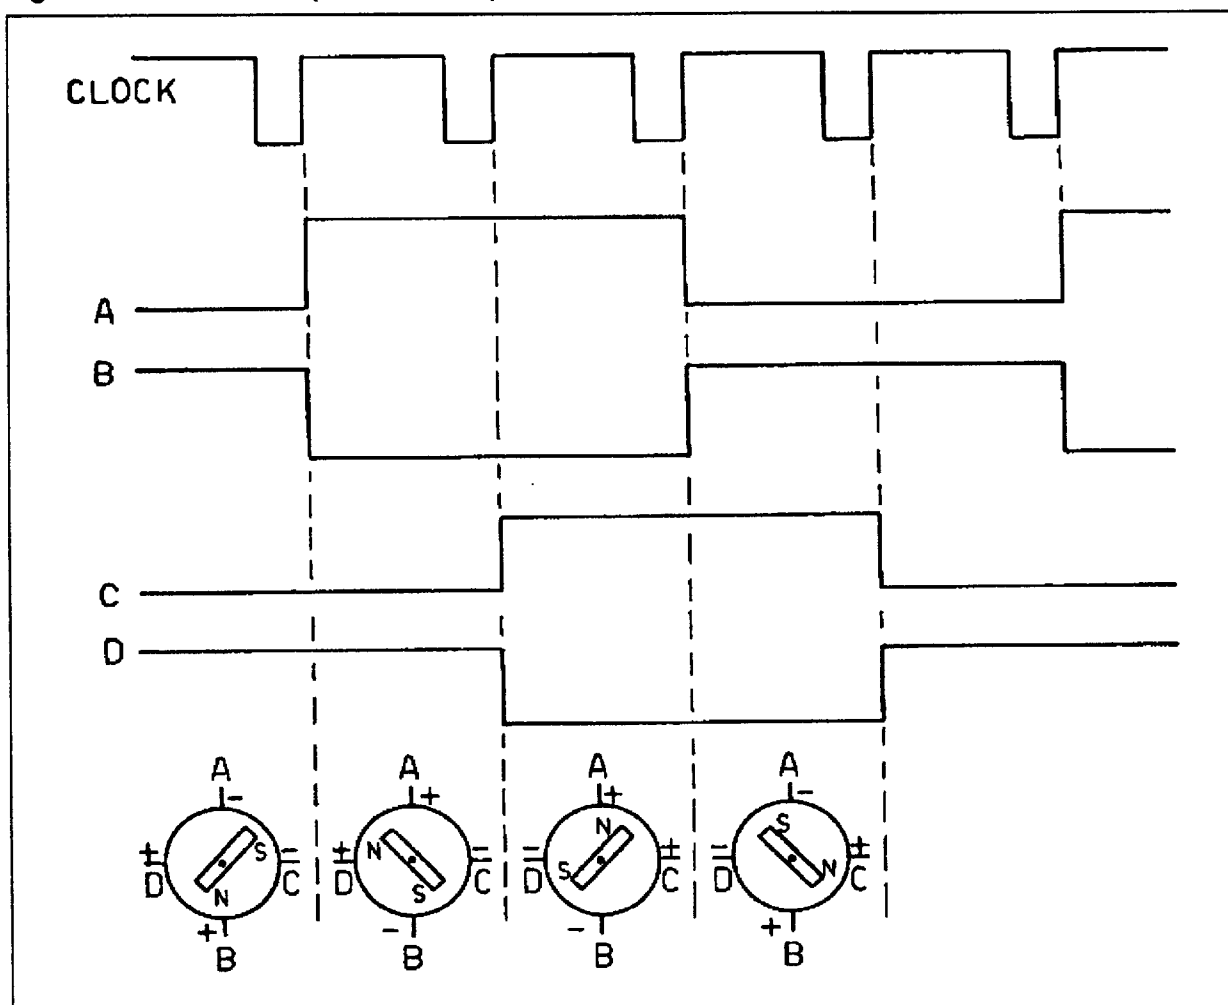 CLOCK
A
B
C
D
A A A A
- + + -
S N N S
+ - + - - + - +
D C D C D C D C
N S S N
+ - - +
B B B B